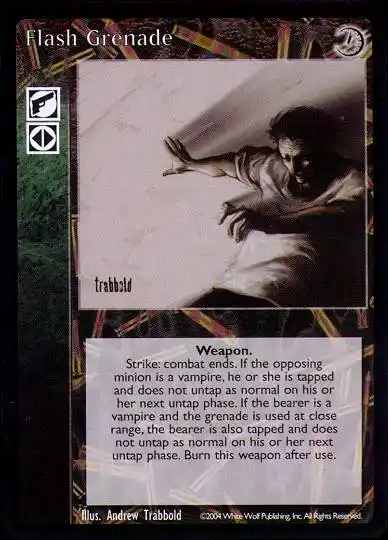 Flash Grenade
trabbold
Weapon.
Strike: combat ends. If the opposing
minion is a vampire, he or she is tapped
and does not untap as normal on his or
her next untap phase. If the bearer is a
vampire and the grenade is used at close
range, the bearer is also tapped and does
not untap as normal on his or her next
untap phase. Burn this weapon after use.
Illus. Andrew Trabbold
©2004 White Wolf Publishing, Inc. All Rights Reserved.